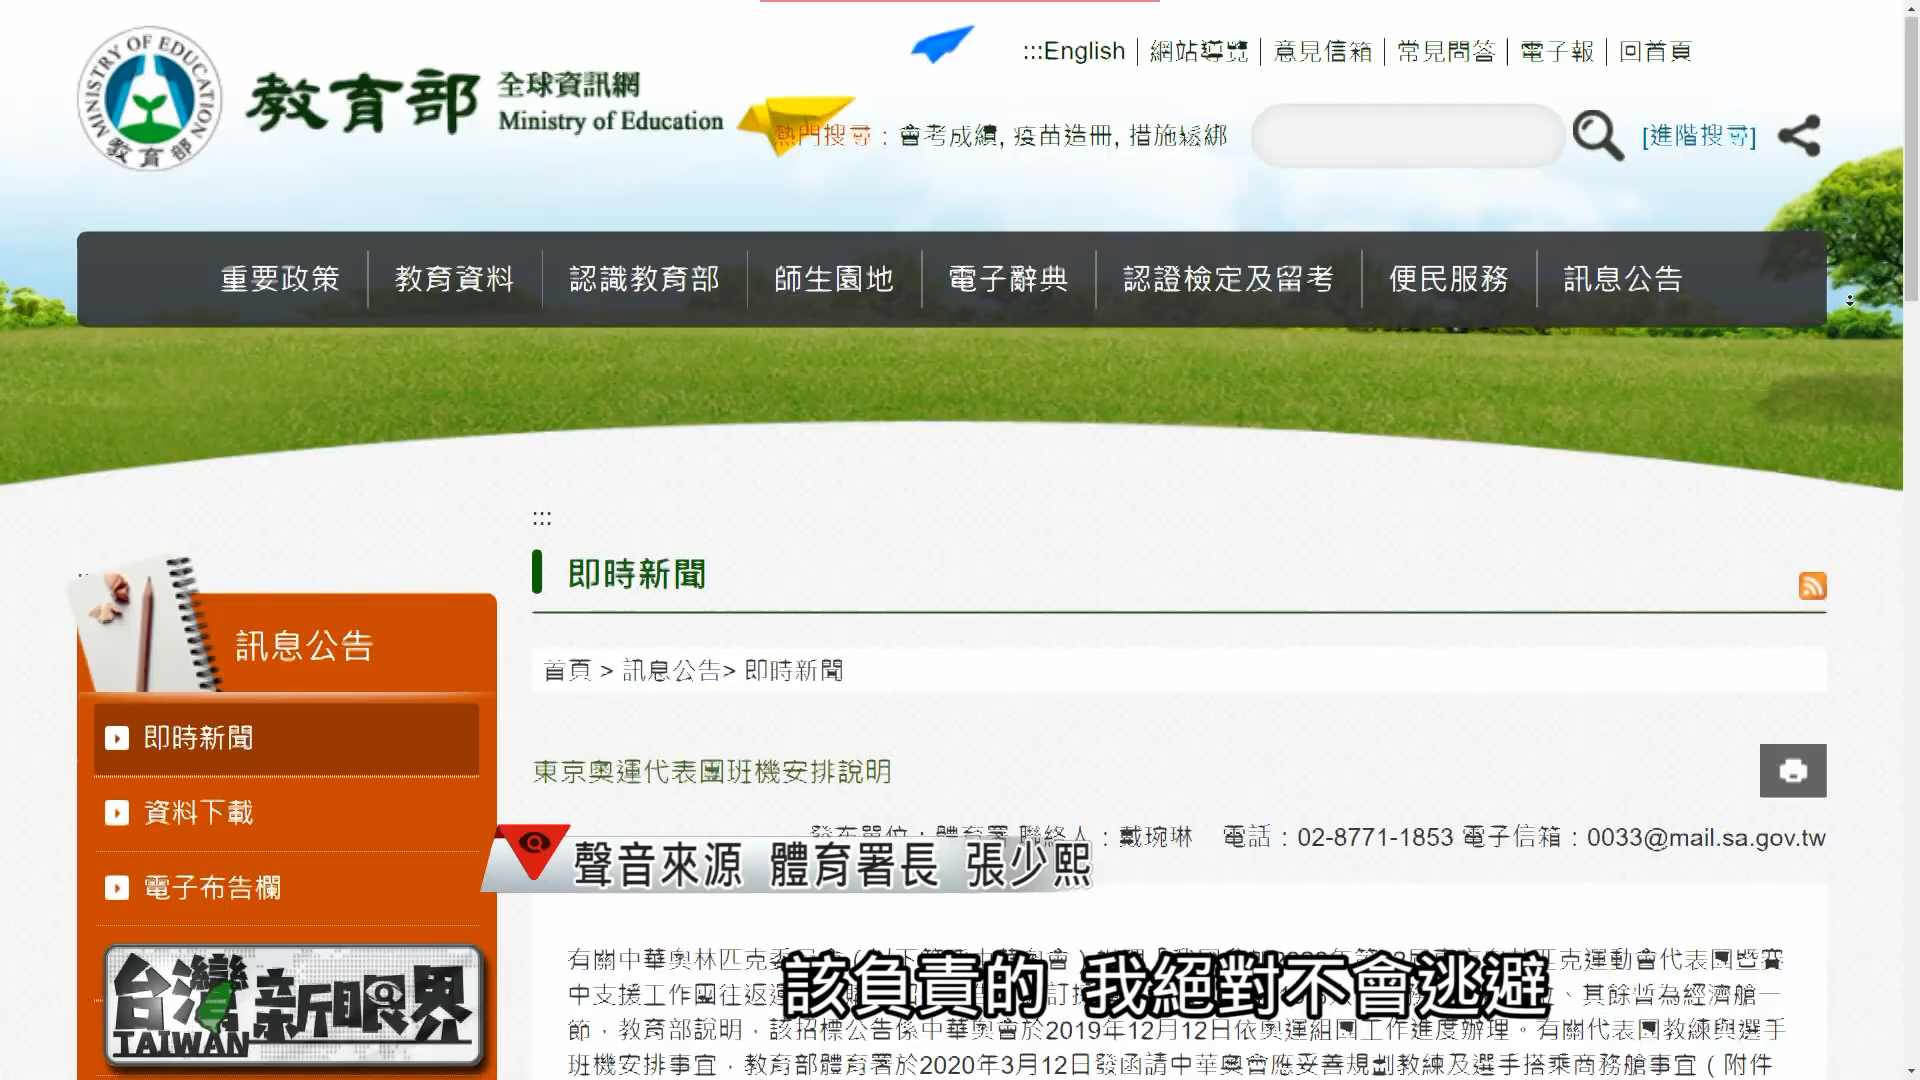 :::English
網站導覽
意見信箱
常見問答
電子報
回首頁
MINISTRY OF EDUCATION
教育部
教育部
全球資訊網
Ministry of Education
熱門搜尋：會考成績, 疫苗造冊, 措施鬆綁
[進階搜尋]
重要政策
教育資料
認識教育部
師生園地
電子辭典
認證檢定及留考
便民服務
訊息公告
:::
即時新聞
訊息公告
首頁 > 訊息公告> 即時新聞
即時新聞
資料下載
電子布告欄
東京奧運代表團班機安排說明
發布單位：體育署 聯絡人：戴琬琳 電話：02-8771-1853 電子信箱：0033@mail.sa.gov.tw
聲音來源 體育署長 張少熙
有關中華奧林匹克委
克運動會代表團暨賽
中支援工作團往返
、其餘暫為經濟艙一
節，教育部說明，該招標公告係中華奧會於2019年12月12日依奧運組團工作進度辦理。有關代表團教練與選手
班機安排事宜，教育部體育署於2020年3月12日發函請中華奧會應妥善規劃教練及選手搭乘商務艙事宜（附件
該負責的 我絕對不會逃避
台灣新眼界
TAIWAN